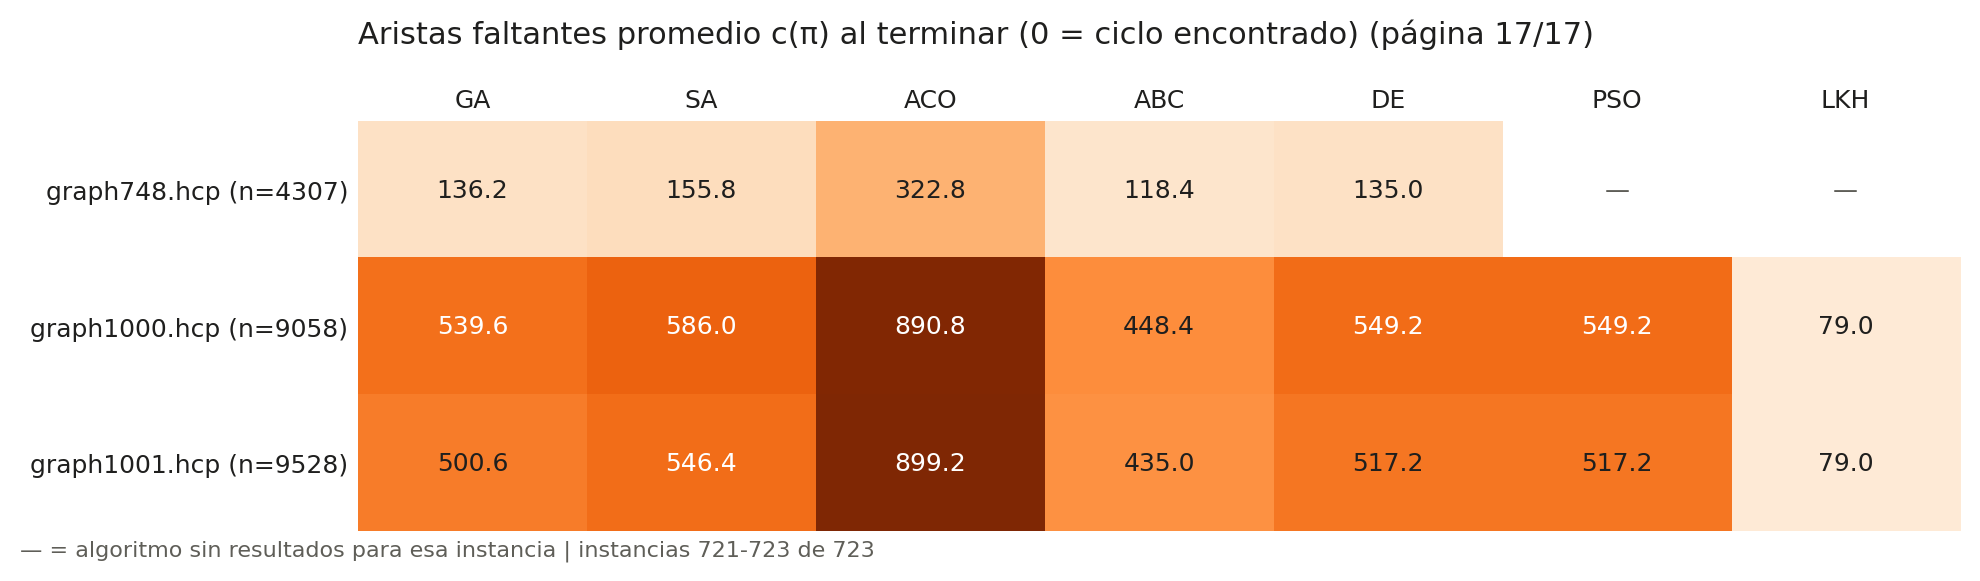 Aristas faltantes promedio c(π) al terminar (0 = ciclo encontrado) (página 17/17)
GA SA ACO ABC DE PSO LKH
graph748.hcp (n=4307) 136.2 155.8 322.8 118.4 135.0 — —
graph1000.hcp (n=9058) 539.6 586.0 890.8 448.4 549.2 549.2 79.0
graph1001.hcp (n=9528) 500.6 546.4 899.2 435.0 517.2 517.2 79.0
— = algoritmo sin resultados para esa instancia | instancias 721-723 de 723